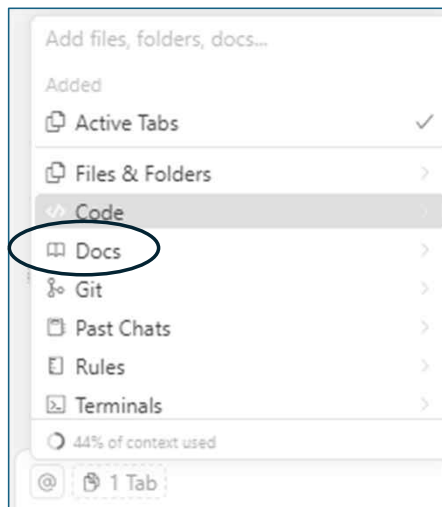 Add files, folders, docs...
Added
Active Tabs
Files & Folders
Code
Docs
Git
Past Chats
Rules
Terminals
44% of context used
@ 1 Tab